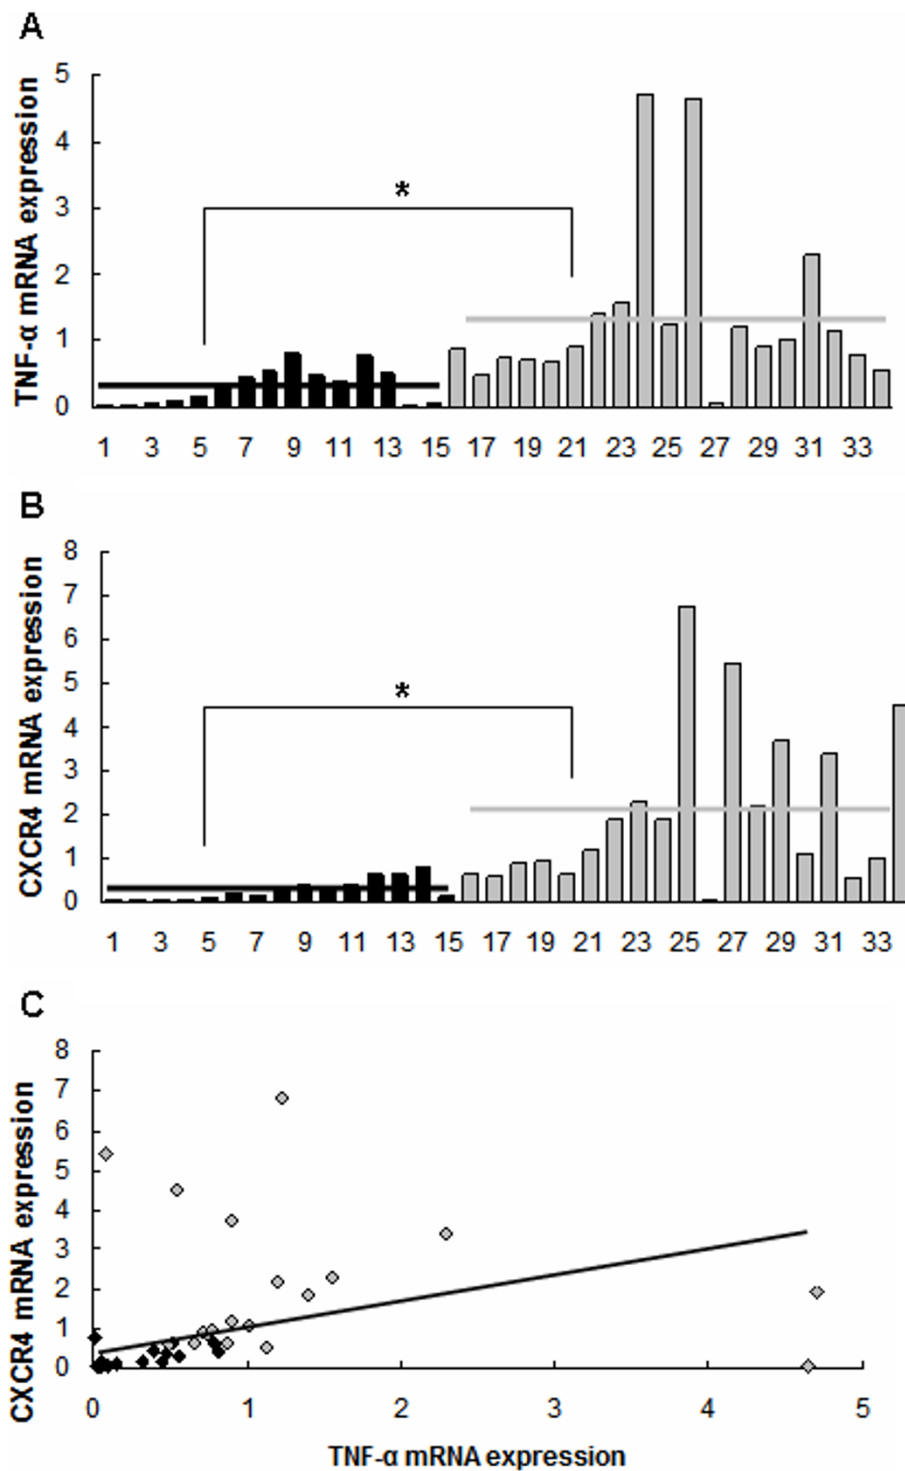 A
TNF-α mRNA expression
5
4
3
2
1
0
*
1 3 5 7 9 11 13 15 17 19 21 23 25 27 29 31 33
B
CXCR4 mRNA expression
8
7
6
5
4
3
2
1
0
*
1 3 5 7 9 11 13 15 17 19 21 23 25 27 29 31 33
C
CXCR4 mRNA expression
8
7
6
5
4
3
2
1
0
0 1 2 3 4 5
TNF-α mRNA expression